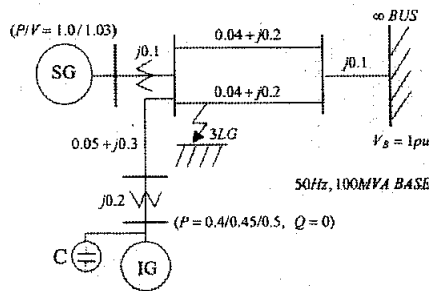 (P/V = 1.0/1.03)
SG
j0.1
0.04 + j0.2
0.04 + j0.2
j0.1
∞ BUS
3LG
V_B = 1pu
0.05 + j0.3
50Hz, 100MVA BASE
j0.2
(P = 0.4/0.45/0.5, Q = 0)
C
IG